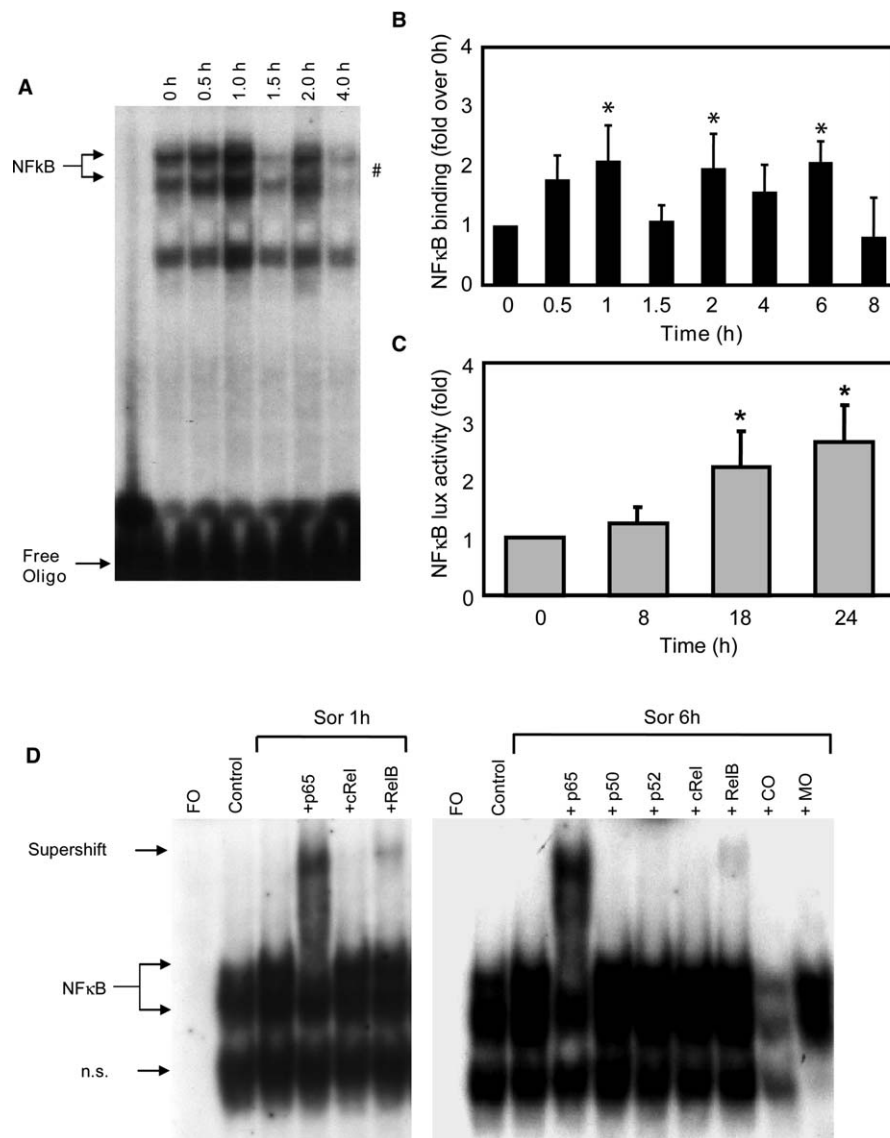 A
0 h
0.5 h
1.0 h
1.5 h
2.0 h
4.0 h
NFkB
#
Free
Oligo
B
NFκB binding (fold over 0h)
4
3
2
1
0
*
*
*
0 0.5 1 1.5 2 4 6 8
Time (h)
C
NFκB lux activity (fold)
4
3
2
1
0
*
*
0 8 18 24
Time (h)
D
Sor 1h
FO
Control
+p65
+cRel
+RelB
Supershift
NFκB
n.s.
Sor 6h
FO
Control
+ p65
+ p50
+ p52
+ cRel
+ RelB
+ CO
+ MO